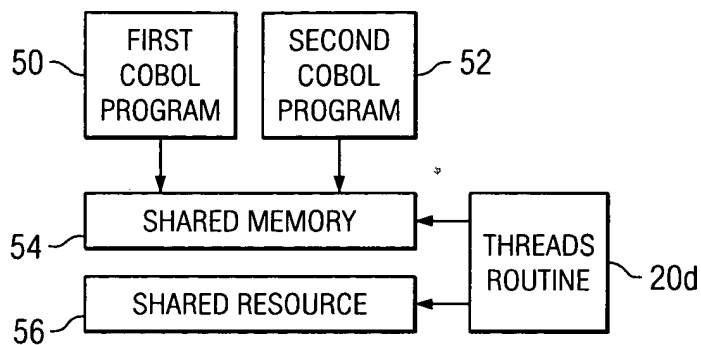 50
FIRST
COBOL
PROGRAM
SECOND
COBOL
PROGRAM
52
54
SHARED MEMORY
THREADS
ROUTINE
20d
56
SHARED RESOURCE